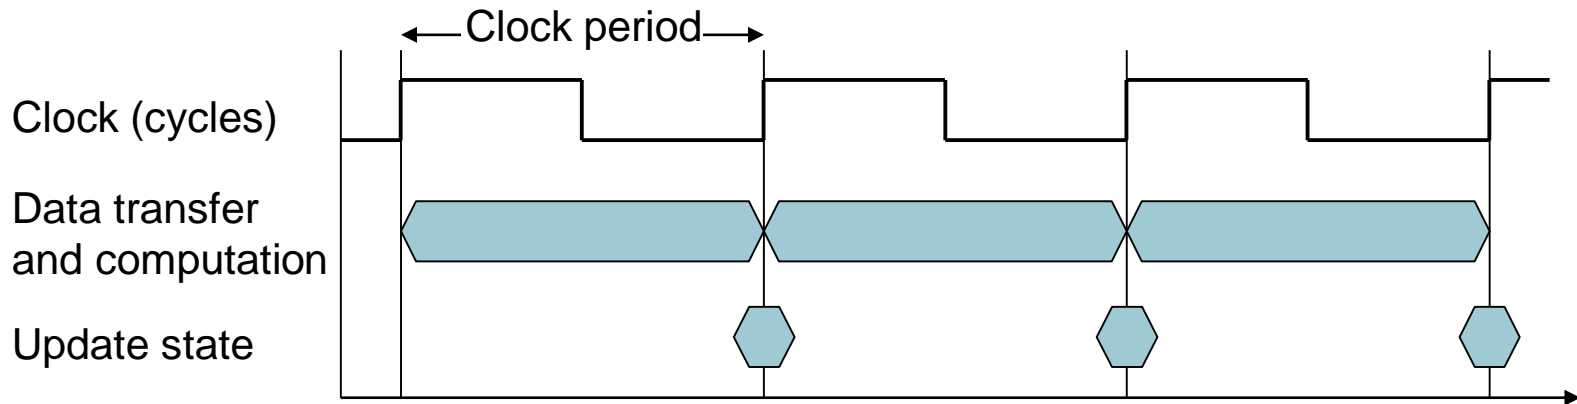 Clock period
Clock (cycles)
Data transfer
and computation
Update state